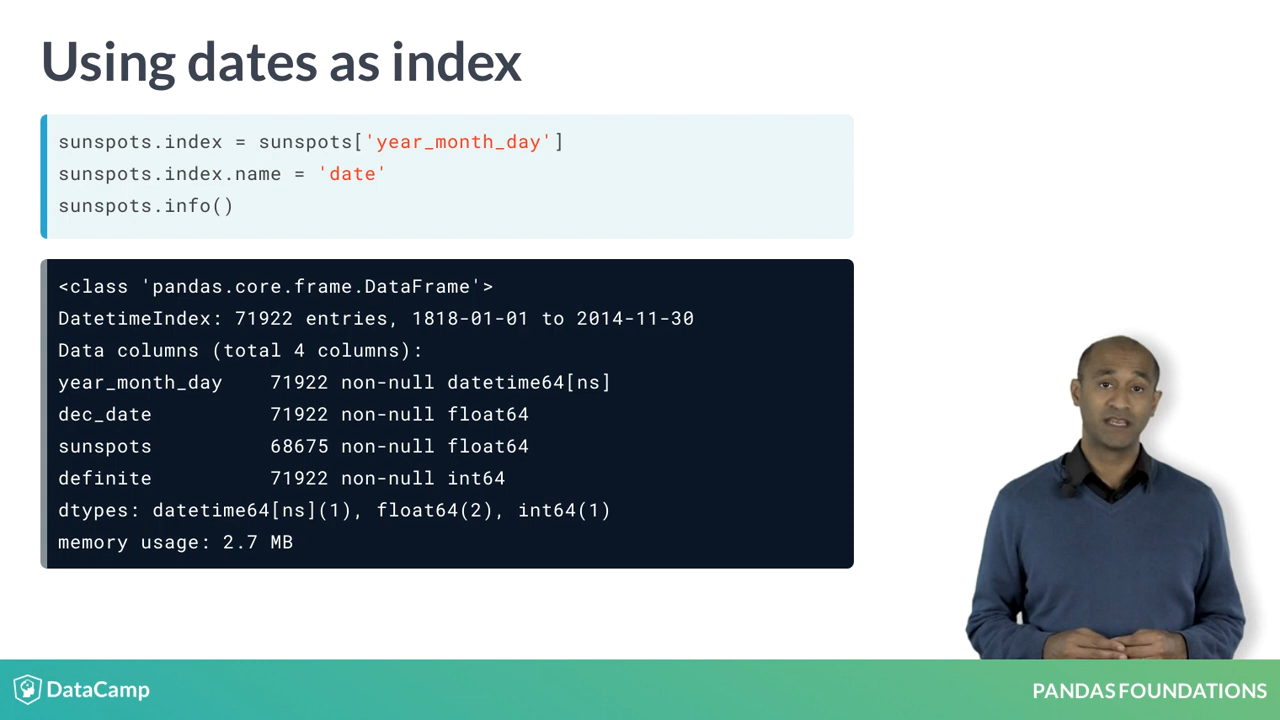 Using dates as index
sunspots.index = sunspots['year_month_day']
sunspots.index.name = 'date'
sunspots.info()
<class 'pandas.core.frame.DataFrame'>
DatetimeIndex: 71922 entries, 1818-01-01 to 2014-11-30
Data columns (total 4 columns):
year_month_day    71922 non-null datetime64[ns]
dec_date          71922 non-null float64
sunspots          68675 non-null float64
definite          71922 non-null int64
dtypes: datetime64[ns](1), float64(2), int64(1)
memory usage: 2.7 MB
DataCamp
PANDAS FOUNDATIONS